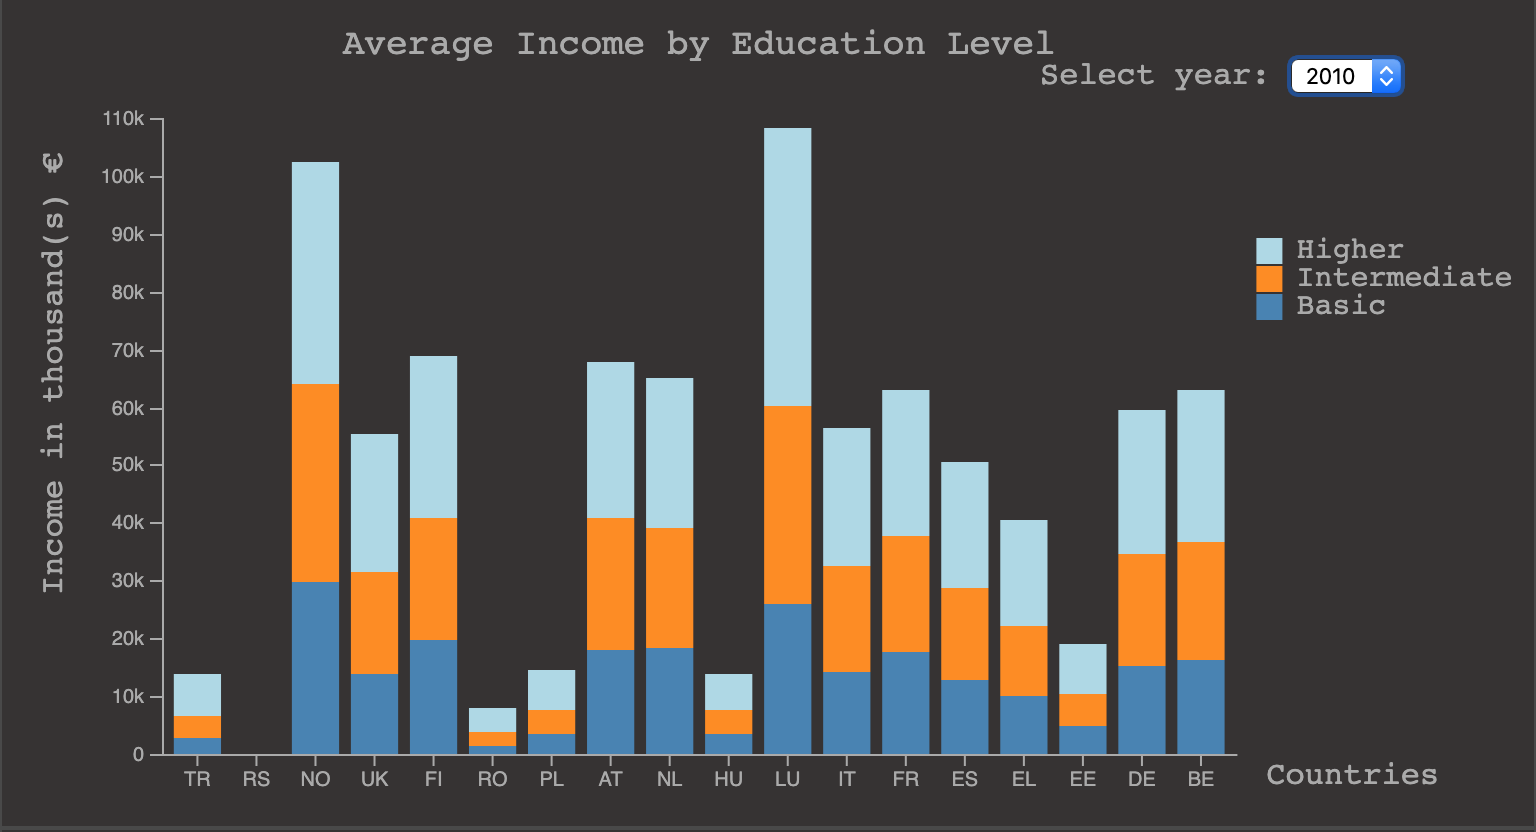 Average Income by Education Level
Select year: 2010
110k
100k
90k
80k
70k
60k
50k
40k
30k
20k
10k
0
Income in thousand(s) €
Higher
Intermediate
Basic
TR RS NO UK FI RO PL AT NL HU LU IT FR ES EL EE DE BE
Countries